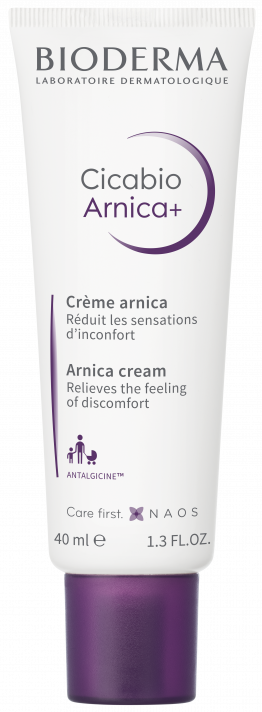 BIODERMA
LABORATOIRE DERMATOLOGIQUE
Cicabio
Arnica+
Crème arnica
Réduit les sensations
d'inconfort
Arnica cream
Relieves the feeling
of discomfort
ANTALGICINE™
Care first. NAOS
40 ml ℮ 1.3 FL.OZ.